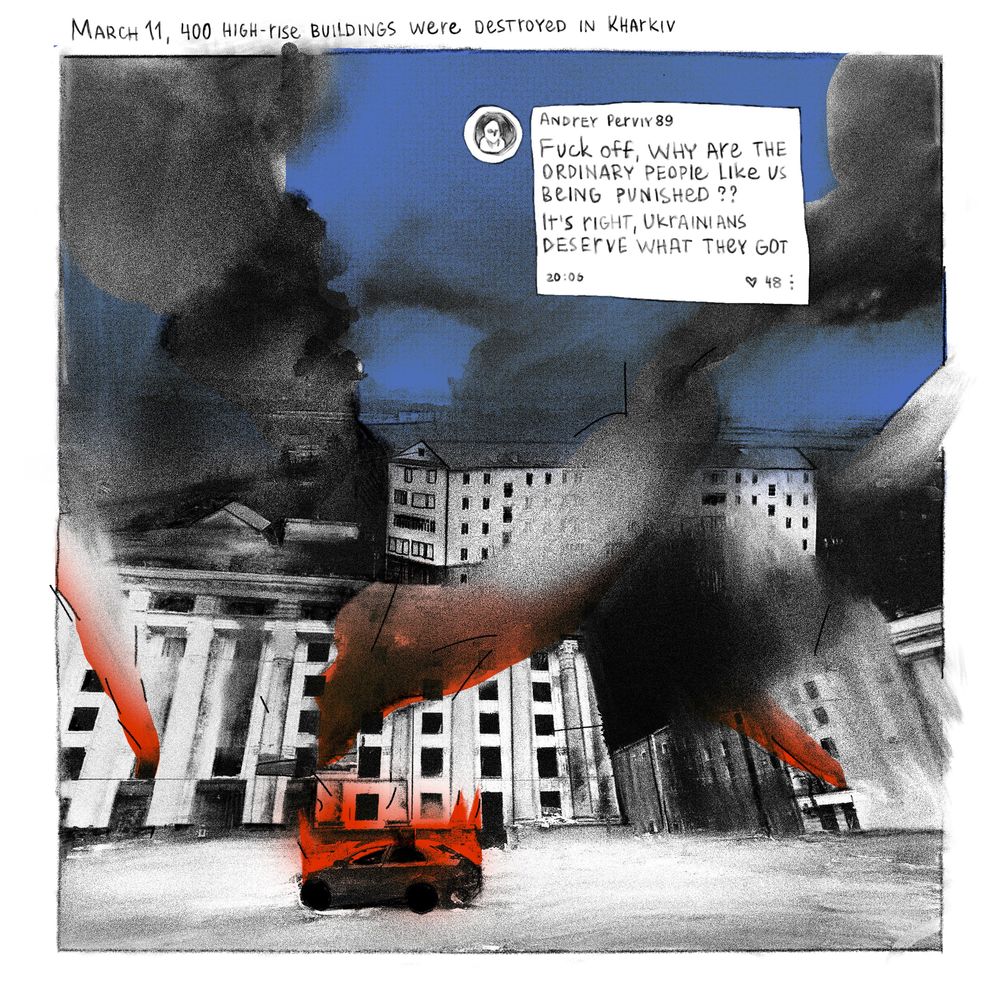 MARCH 11, 400 HIGH-rise BUILDINGS were DESTROYED IN KHarKIV
ANDrEY PerVIY89
FUCK OFF, WHY Are THE
ORDINARY PEOPLe LIKe US
BEING PUNISHED ??
IT'S rIGHT, UKrAINIANS
DESErVE WHAT THeY GOT
20:06
♡ 48 ⋮